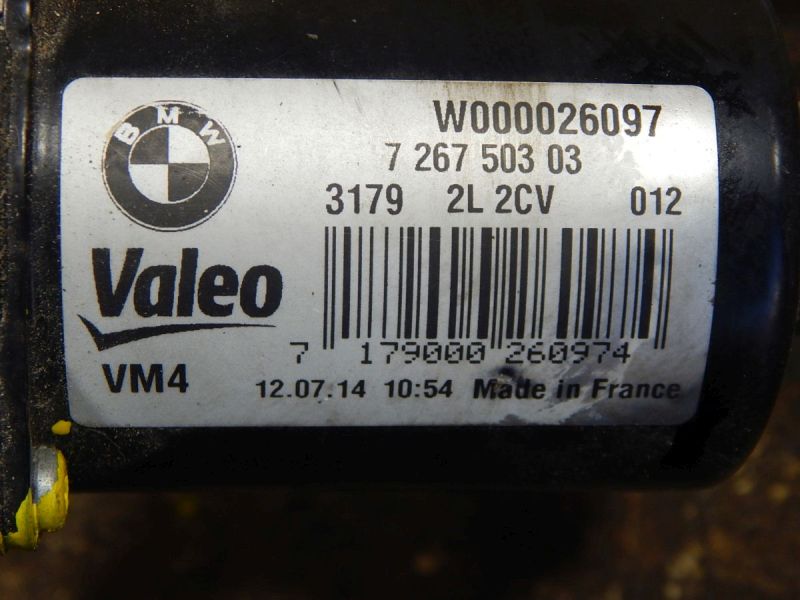 BMW
W000026097
7 267 503 03
3179 2L 2CV 012
Valeo
7 179000 260974
VM4
12.07.14 10:54 Made in France